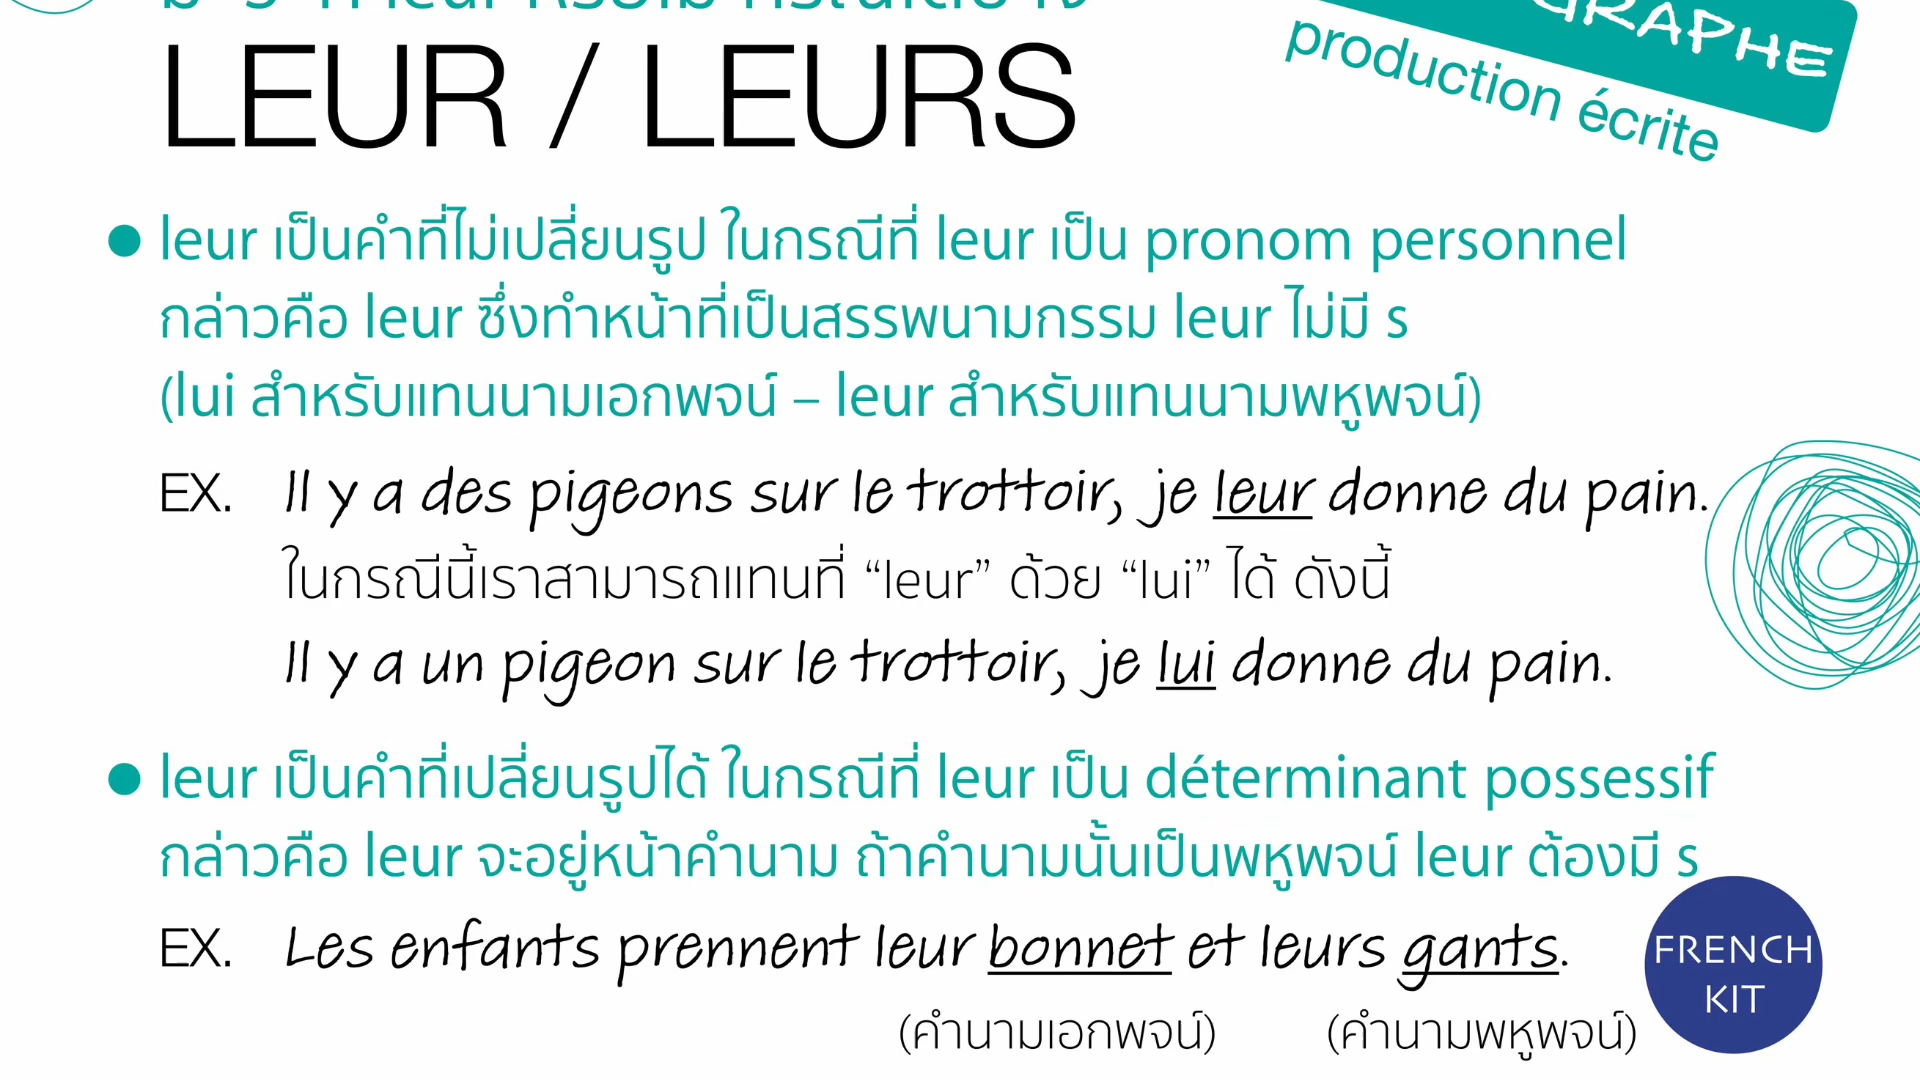 LEUR / LEURS
production écrite
• leur เป็นคำที่ไม่เปลี่ยนรูป ในกรณีที่ leur เป็น pronom personnel
กล่าวคือ leur ซึ่งทำหน้าที่เป็นสรรพนามกรรม leur ไม่มี s
(lui สำหรับแทนนามเอกพจน์ – leur สำหรับแทนนามพหูพจน์)
EX. Il y a des pigeons sur le trottoir, je leur donne du pain.
ในกรณีนี้เราสามารถแทนที่ “leur” ด้วย “lui” ได้ ดังนี้
Il y a un pigeon sur le trottoir, je lui donne du pain.
• leur เป็นคำที่เปลี่ยนรูปได้ ในกรณีที่ leur เป็น déterminant possessif
กล่าวคือ leur จะอยู่หน้าคำนาม ถ้าคำนามนั้นเป็นพหูพจน์ leur ต้องมี s
EX. Les enfants prennent leur bonnet et leurs gants.
(คำนามเอกพจน์) (คำนามพหูพจน์)
FRENCH
KIT